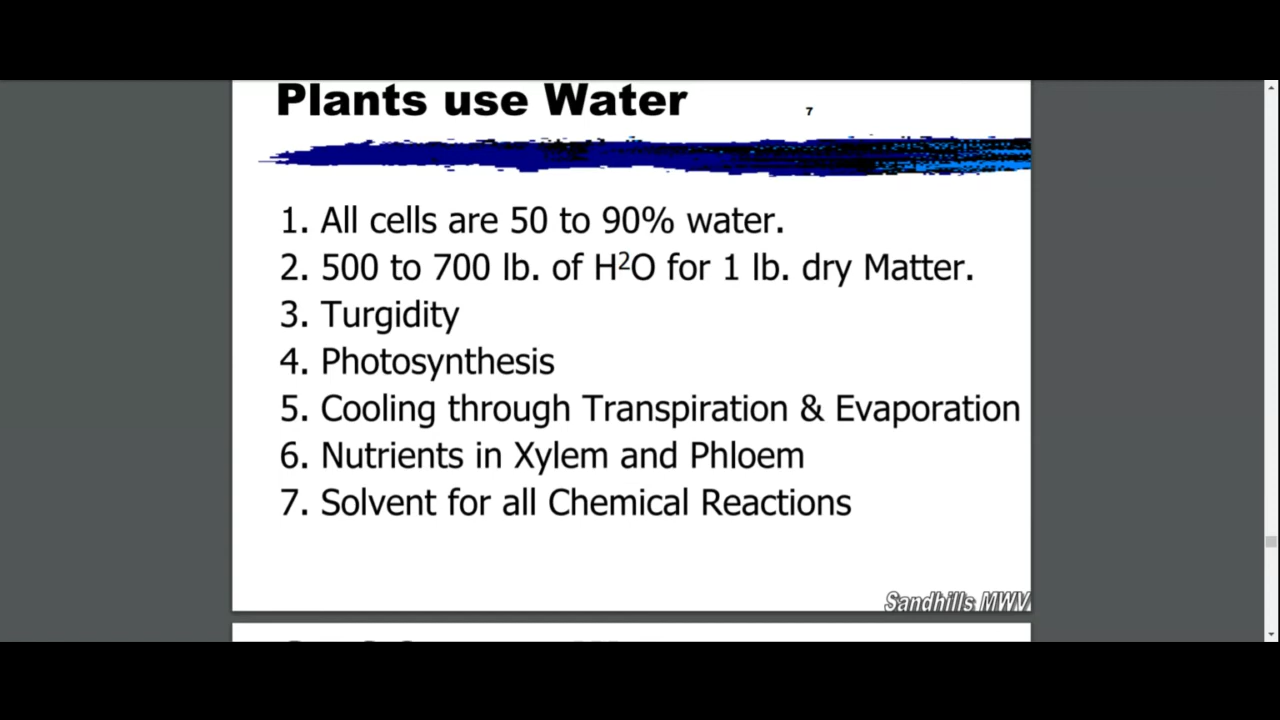 Plants use Water
7
1. All cells are 50 to 90% water.
2. 500 to 700 lb. of H²O for 1 lb. dry Matter.
3. Turgidity
4. Photosynthesis
5. Cooling through Transpiration & Evaporation
6. Nutrients in Xylem and Phloem
7. Solvent for all Chemical Reactions
Sandhills MWV